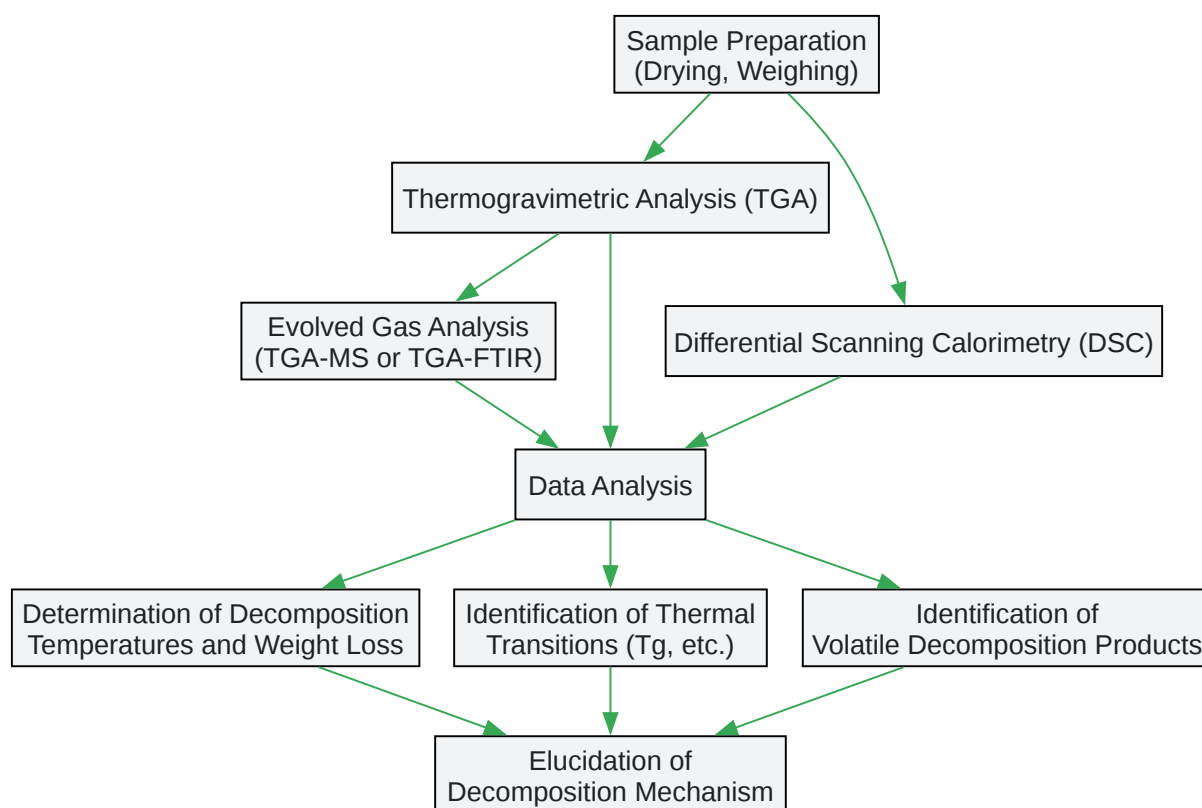 Sample Preparation
(Drying, Weighing)
Thermogravimetric Analysis (TGA)
Evolved Gas Analysis
(TGA-MS or TGA-FTIR)
Differential Scanning Calorimetry (DSC)
Data Analysis
Determination of Decomposition
Temperatures and Weight Loss
Identification of Thermal
Transitions (Tg, etc.)
Identification of
Volatile Decomposition Products
Elucidation of
Decomposition Mechanism